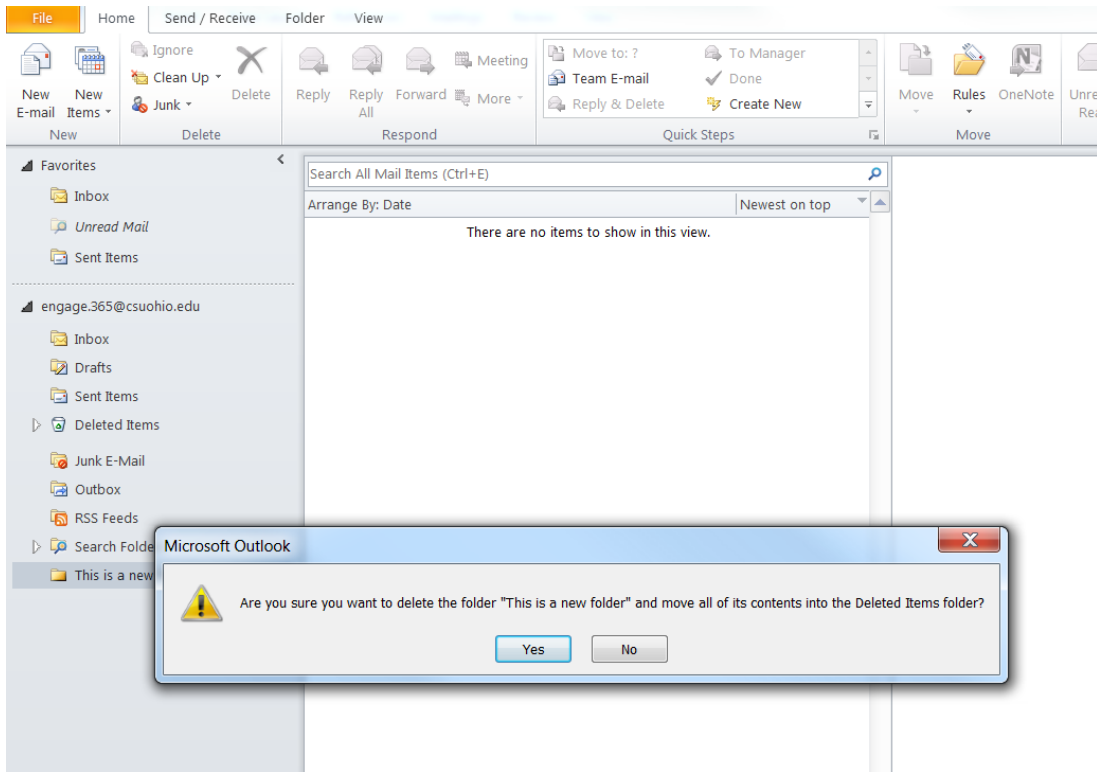 File Home Send / Receive Folder View
Ignore
Clean Up
Junk
New E-mail
New Items
Delete
Reply
Reply All
Forward
Meeting
More
Move to: ?
Team E-mail
Reply & Delete
To Manager
Done
Create New
Move
Rules
OneNote
New Delete Respond Quick Steps Move
Favorites
Inbox
Unread Mail
Sent Items
engage.365@csuohio.edu
Inbox
Drafts
Sent Items
Deleted Items
Junk E-Mail
Outbox
RSS Feeds
Search Folde
This is a new
Search All Mail Items (Ctrl+E)
Arrange By: Date Newest on top
There are no items to show in this view.
Microsoft Outlook
Are you sure you want to delete the folder "This is a new folder" and move all of its contents into the Deleted Items folder?
Yes No